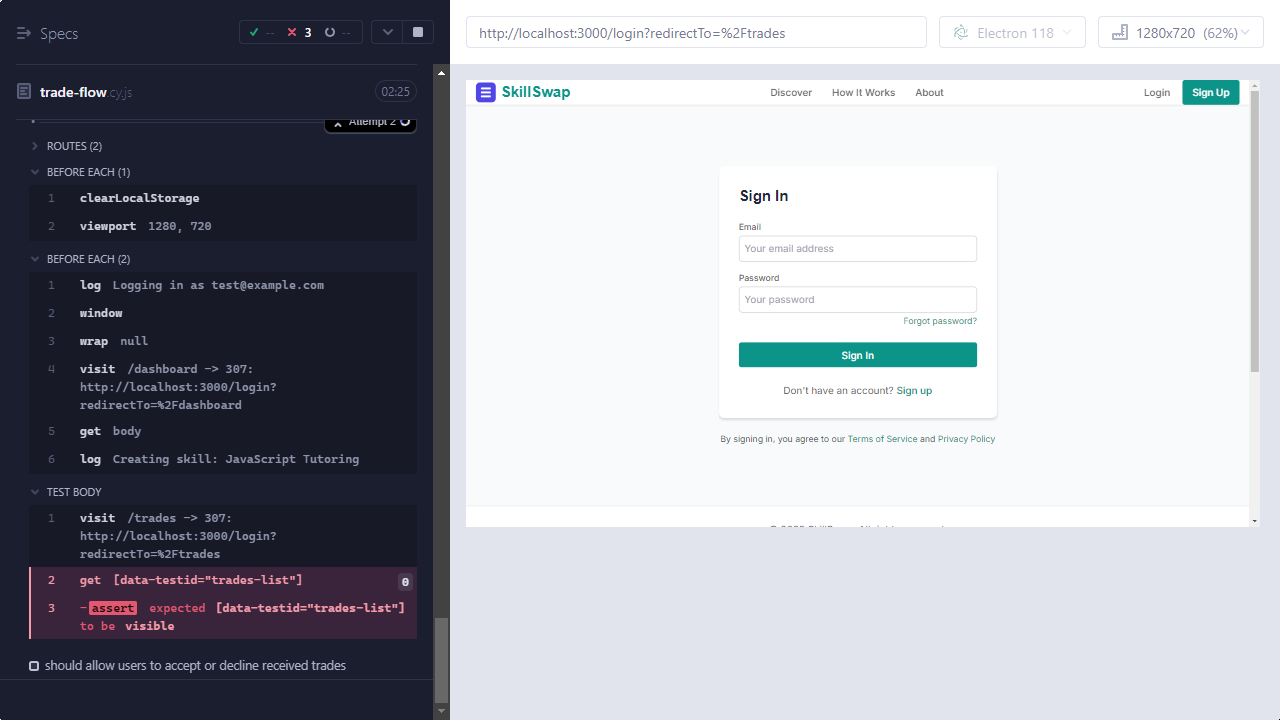 Specs
-- 3 --
http://localhost:3000/login?redirectTo=%2Ftrades
Electron 118
1280x720 (62%)
trade-flow.cy.js
02:25
Attempt 2
ROUTES (2)
BEFORE EACH (1)
1 clearLocalStorage
2 viewport 1280, 720
BEFORE EACH (2)
1 log Logging in as test@example.com
2 window
3 wrap null
4 visit /dashboard -> 307:
http://localhost:3000/login?
redirectTo=%2Fdashboard
5 get body
6 log Creating skill: JavaScript Tutoring
TEST BODY
1 visit /trades -> 307:
http://localhost:3000/login?
redirectTo=%2Ftrades
2 get [data-testid="trades-list"] 0
3 -assert expected [data-testid="trades-list"]
to be visible
should allow users to accept or decline received trades
SkillSwap
Discover How It Works About
Login Sign Up
Sign In
Email
Your email address
Password
Your password
Forgot password?
Sign In
Don't have an account? Sign up
By signing in, you agree to our Terms of Service and Privacy Policy